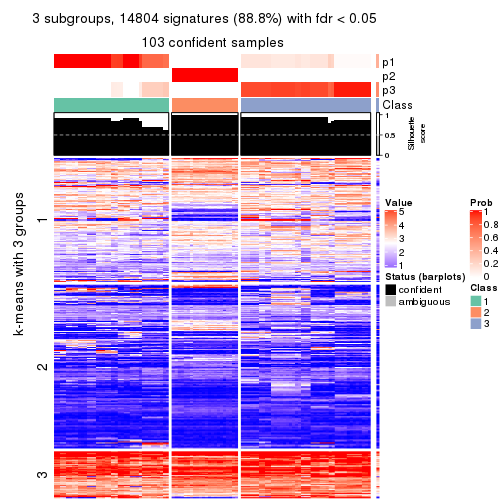 3 subgroups, 14804 signatures (88.8%) with fdr < 0.05
103 confident samples
p1
p2
p3
Class
1
0.5
0
Silhouette
score
k-means with 3 groups
1
2
3
Value
5
4
3
2
1
Status (barplots)
confident
ambiguous
Prob
1
0.8
0.6
0.4
0.2
0
Class
1
2
3